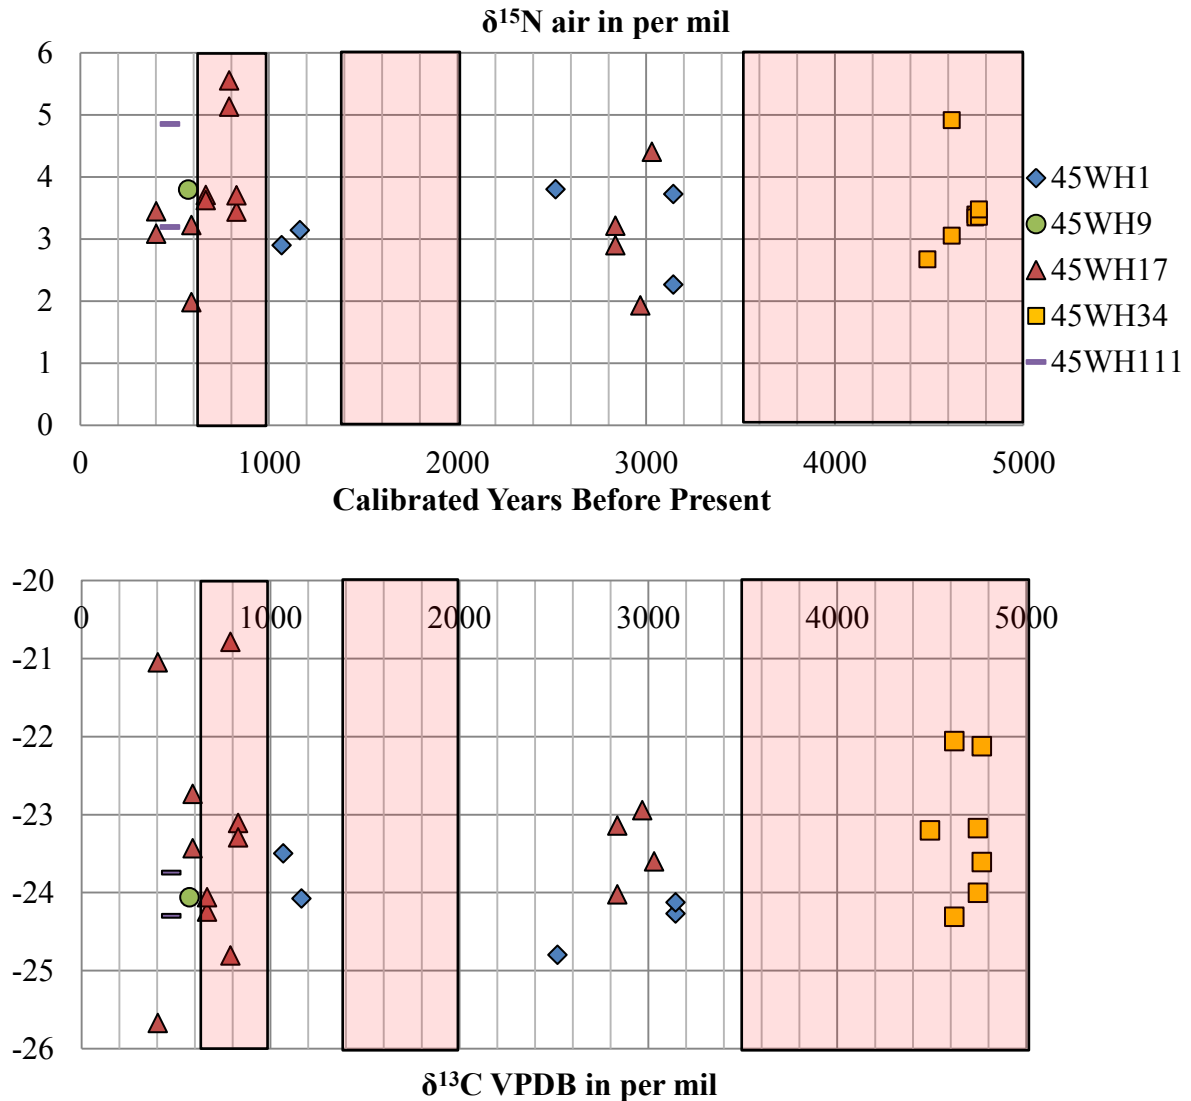 δ¹⁵N air in per mil
6
5
4
3
2
1
0
0 1000 2000 3000 4000 5000
Calibrated Years Before Present
45WH1
45WH9
45WH17
45WH34
45WH111
-20
0 1000 2000 3000 4000 5000
-21
-22
-23
-24
-25
-26
δ¹³C VPDB in per mil